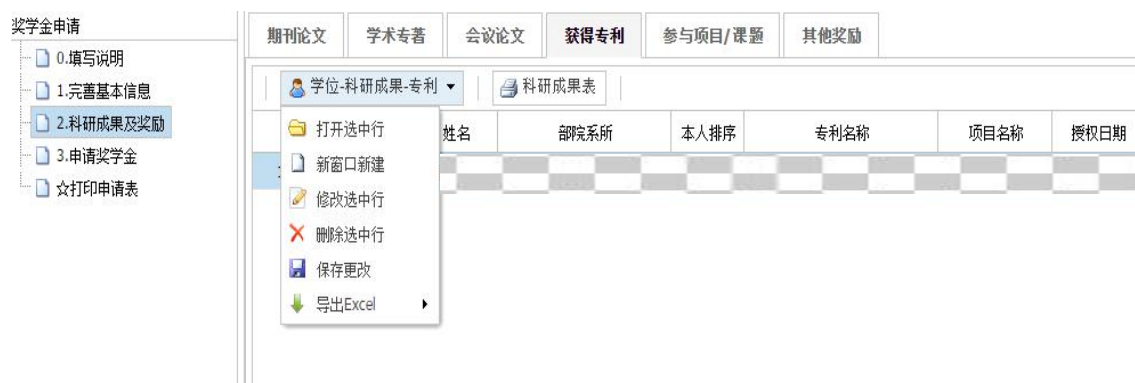 奖学金申请
0.填写说明
1.完善基本信息
2.科研成果及奖励
3.申请奖学金
☆打印申请表
期刊论文 学术专著 会议论文 获得专利 参与项目/课题 其他奖励
学位-科研成果-专利 科研成果表
姓名 部院系所 本人排序 专利名称 项目名称 授权日期
打开选中行
新窗口新建
修改选中行
删除选中行
保存更改
导出Excel